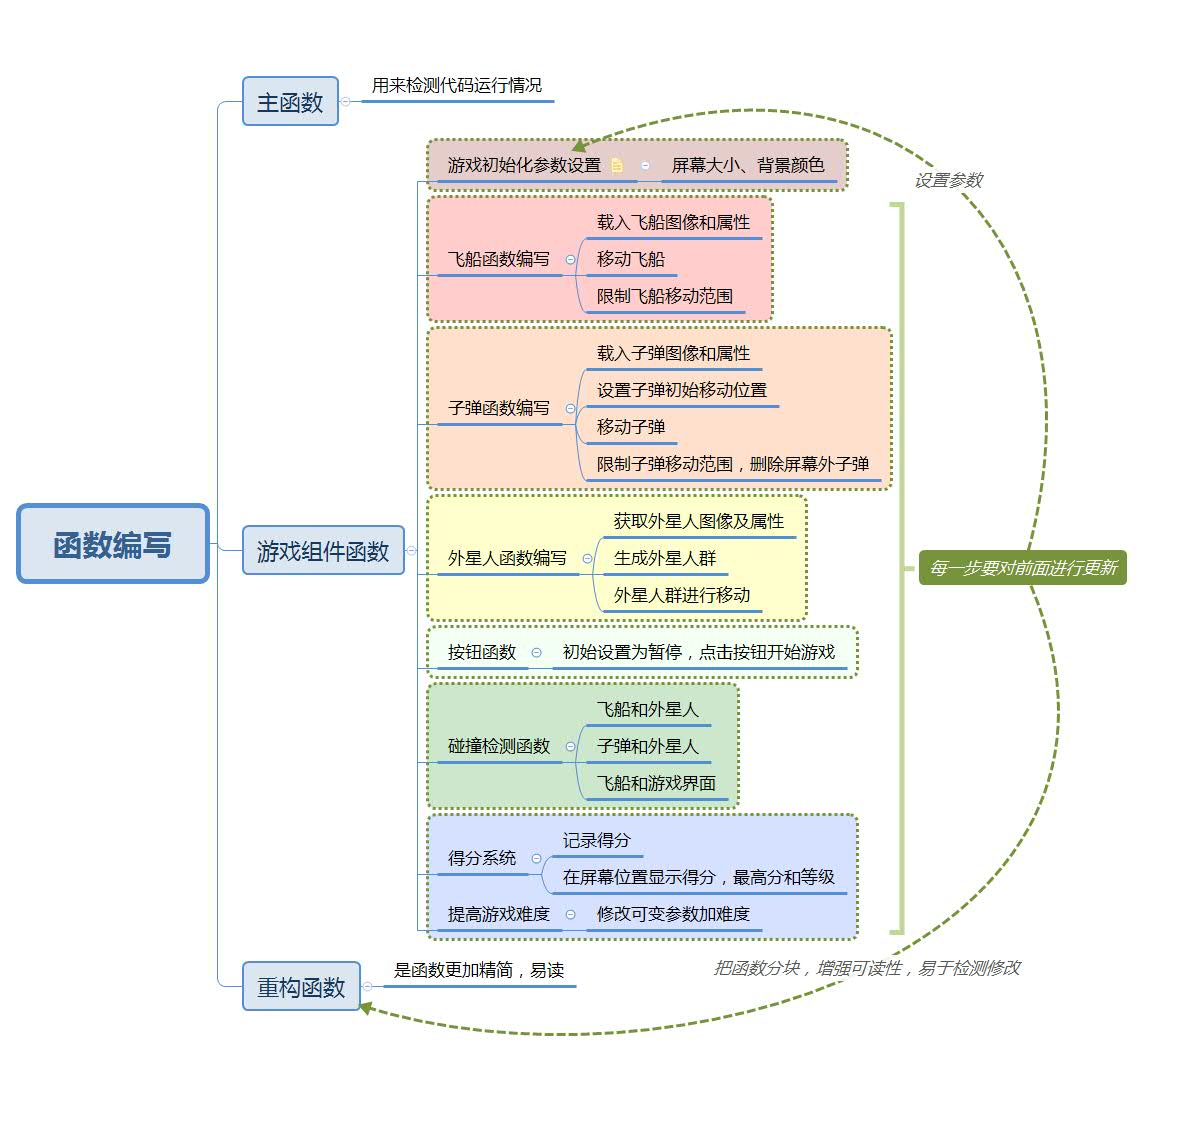 用来检测代码运行情况
主函数
游戏初始化参数设置
屏幕大小、背景颜色
设置参数
载入飞船图像和属性
飞船函数编写
移动飞船
限制飞船移动范围
载入子弹图像和属性
设置子弹初始移动位置
子弹函数编写
移动子弹
限制子弹移动范围，删除屏幕外子弹
获取外星人图像及属性
函数编写
游戏组件函数
外星人函数编写
生成外星人群
每一步要对前面进行更新
外星人群进行移动
按钮函数
初始设置为暂停，点击按钮开始游戏
飞船和外星人
碰撞检测函数
子弹和外星人
飞船和游戏界面
记录得分
得分系统
在屏幕位置显示得分，最高分和等级
提高游戏难度
修改可变参数加难度
是函数更加精简，易读
把函数分块，增强可读性，易于检测修改
重构函数